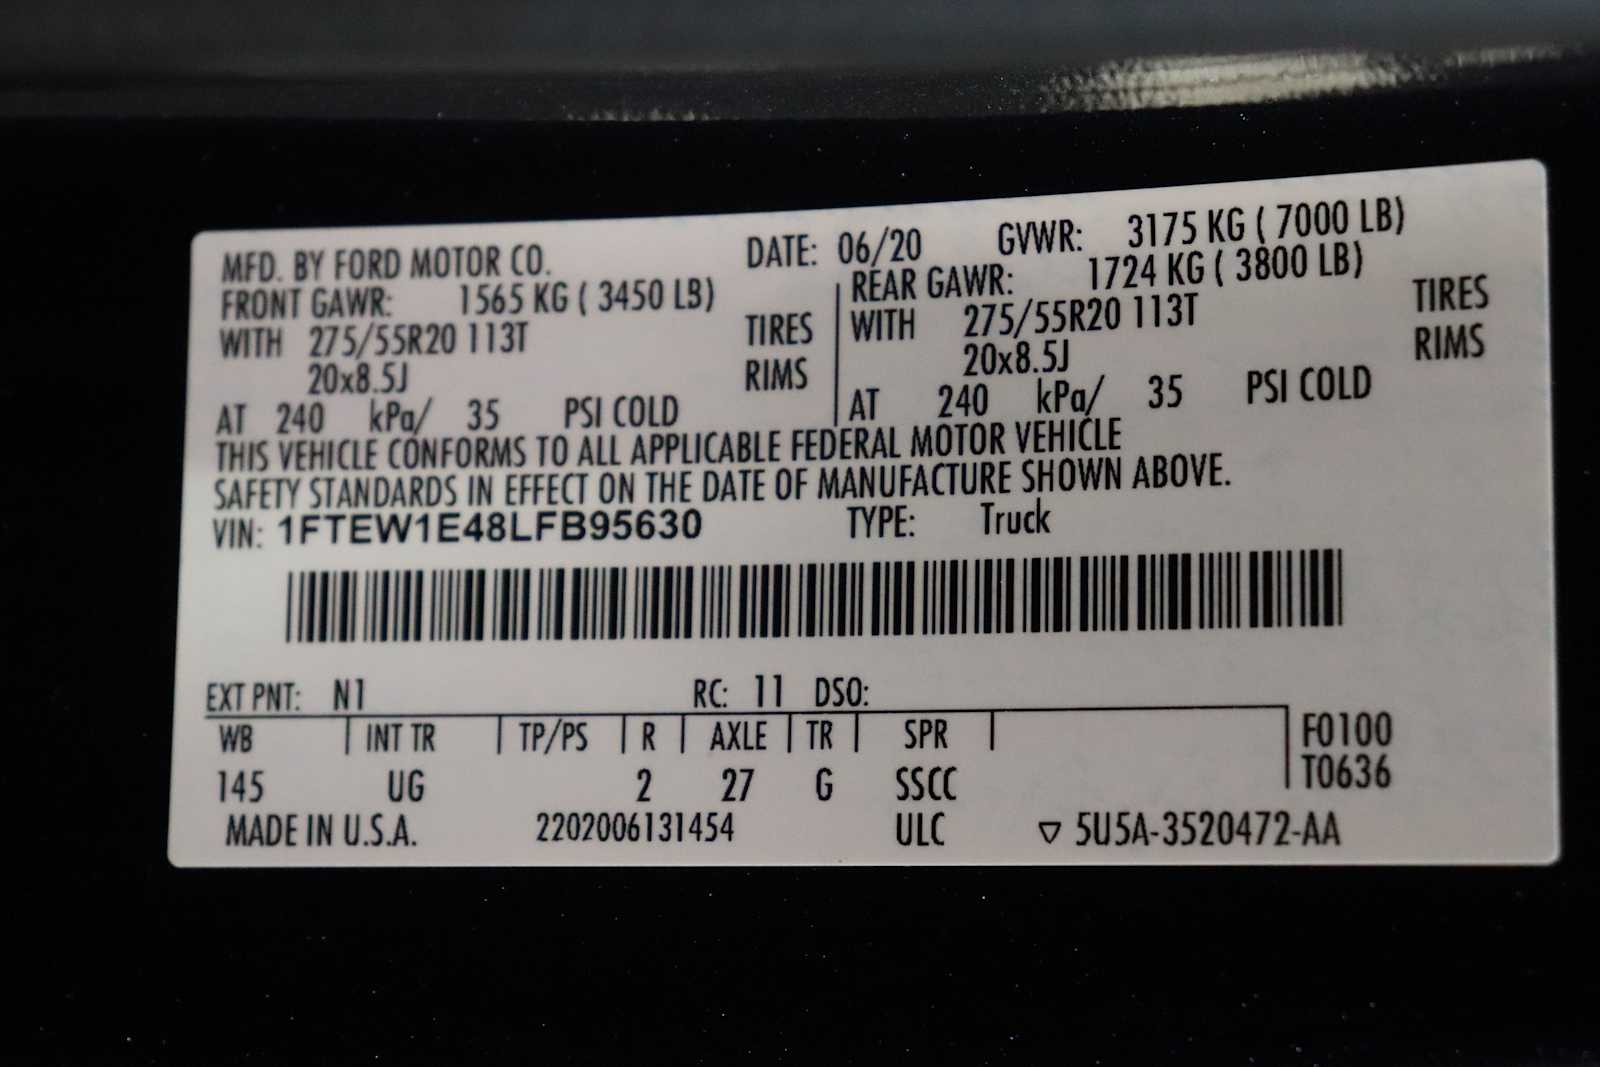 MFD. BY FORD MOTOR CO. DATE: 06/20 GVWR: 3175 KG ( 7000 LB)
FRONT GAWR: 1565 KG ( 3450 LB) REAR GAWR: 1724 KG ( 3800 LB)
WITH 275/55R20 113T TIRES WITH 275/55R20 113T TIRES
20x8.5J RIMS 20x8.5J RIMS
AT 240 kPa/ 35 PSI COLD AT 240 kPa/ 35 PSI COLD
THIS VEHICLE CONFORMS TO ALL APPLICABLE FEDERAL MOTOR VEHICLE
SAFETY STANDARDS IN EFFECT ON THE DATE OF MANUFACTURE SHOWN ABOVE.
VIN: 1FTEW1E48LFB95630 TYPE: Truck
EXT PNT: N1 RC: 11 DSO:
WB INT TR TP/PS R AXLE TR SPR F0100
145 UG 2 27 G SSCC T0636
MADE IN U.S.A. 2202006131454 ULC ▽ 5U5A-3520472-AA